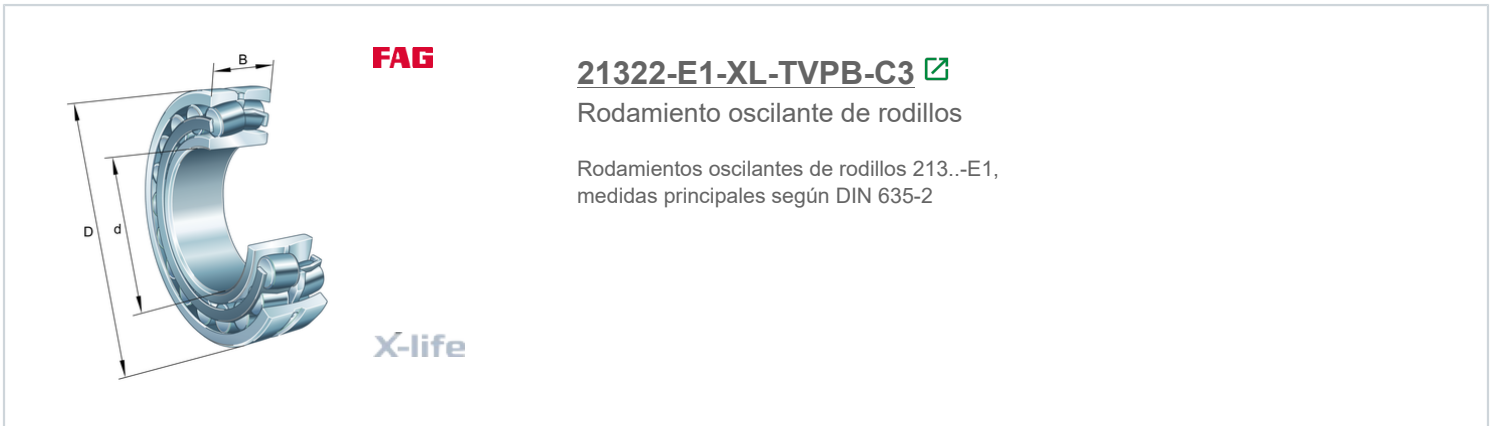 B
D
d
FAG
X-life
21322-E1-XL-TVPB-C3
Rodamiento oscilante de rodillos
Rodamientos oscilantes de rodillos 213..-E1,
medidas principales según DIN 635-2